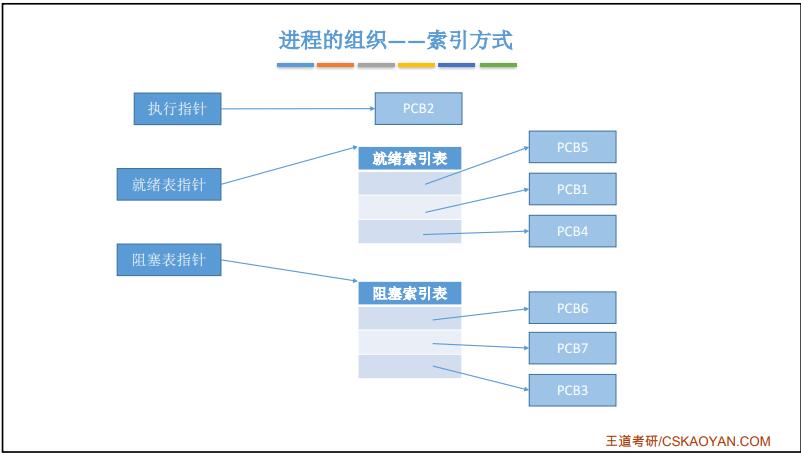 进程的组织——索引方式
执行指针
PCB2
就绪表指针
就绪索引表
PCB5
PCB1
PCB4
阻塞表指针
阻塞索引表
PCB6
PCB7
PCB3
王道考研/CSKAOYAN.COM